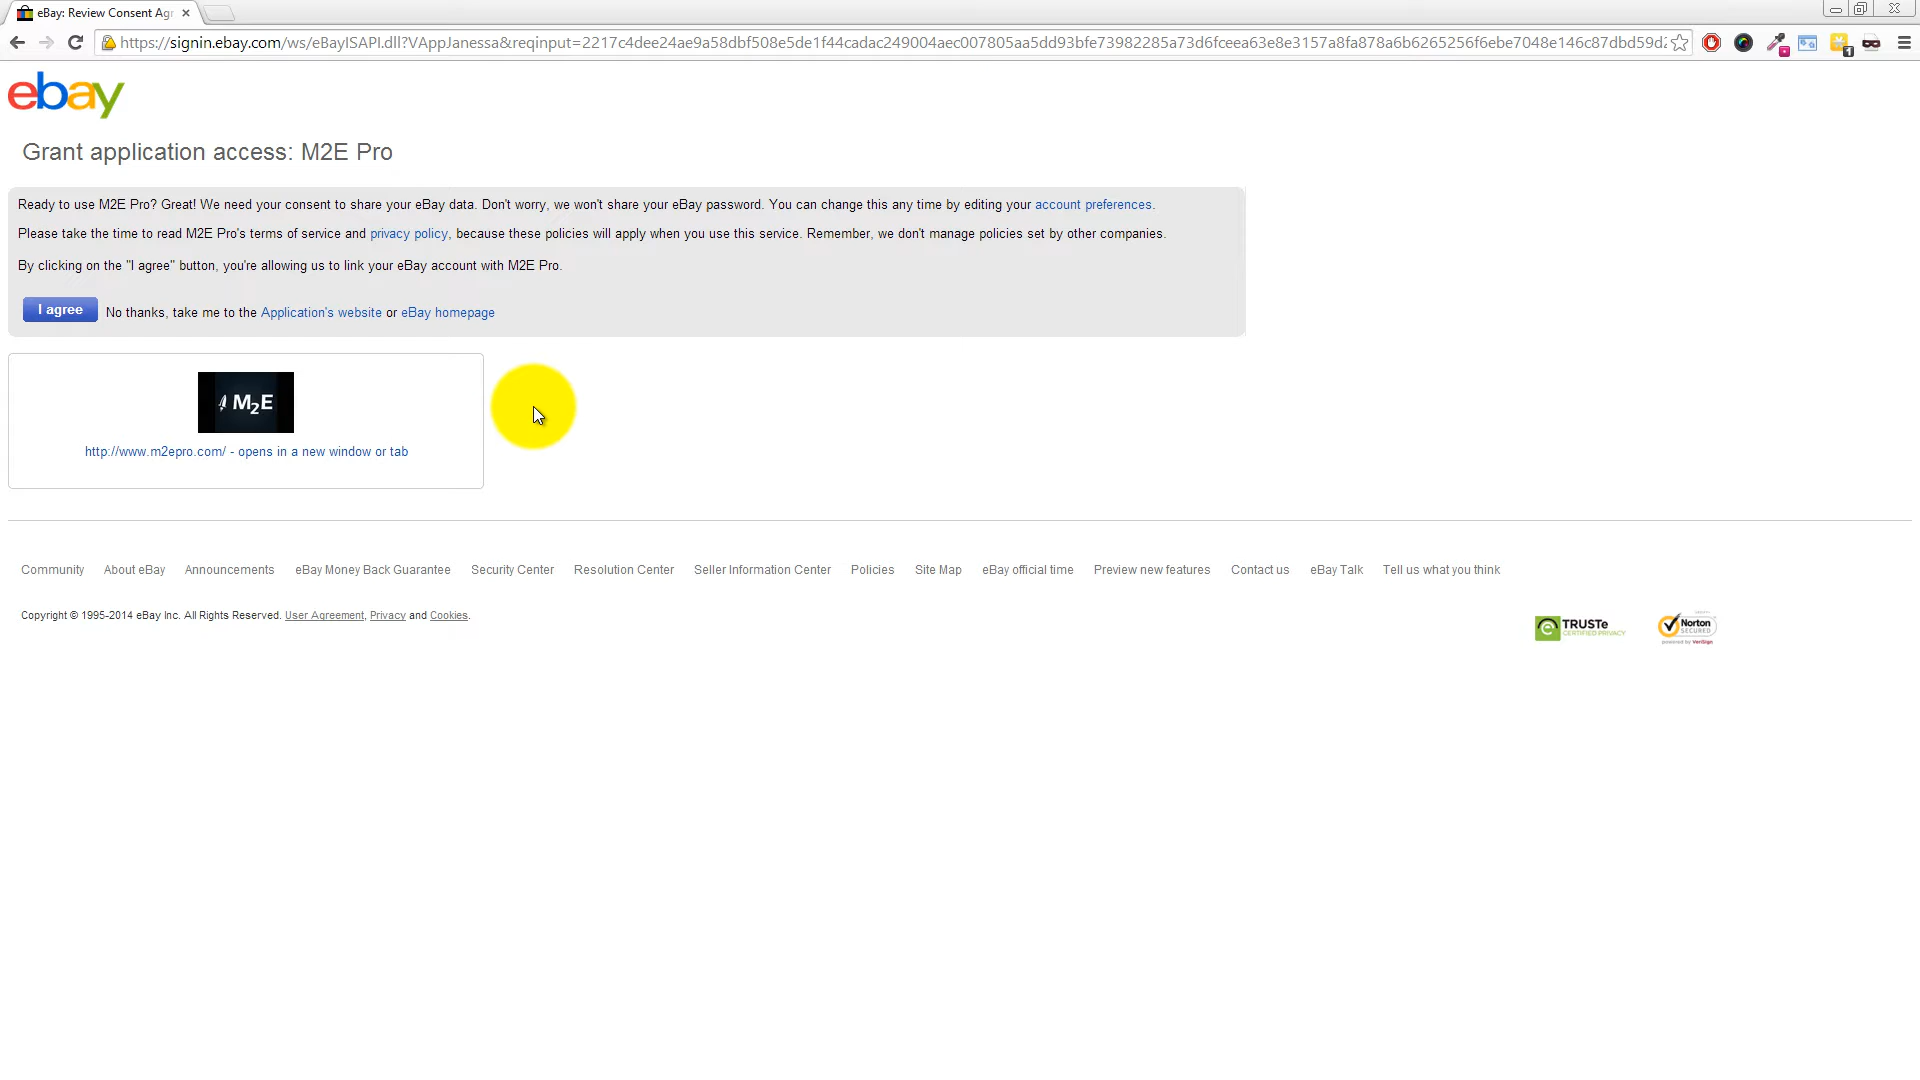 eBay: Review Consent Agr
https://signin.ebay.com/ws/eBayISAPI.dll?VAppJanessa&reqinput=2217c4dee24ae9a58dbf508e5de1f44cadac249004aec007805aa5dd93bfe73982285a73d6fceea63e8e3157a8fa878a6b6265256f6ebe7048e146c87dbd59d2
1
ebay
Grant application access: M2E Pro
Ready to use M2E Pro? Great! We need your consent to share your eBay data. Don't worry, we won't share your eBay password. You can change this any time by editing your account preferences.
Please take the time to read M2E Pro's terms of service and privacy policy, because these policies will apply when you use this service. Remember, we don't manage policies set by other companies.
By clicking on the "I agree" button, you're allowing us to link your eBay account with M2E Pro.
I agree No thanks, take me to the Application's website or eBay homepage
M2E
http://www.m2epro.com/ - opens in a new window or tab
Community About eBay Announcements eBay Money Back Guarantee Security Center Resolution Center Seller Information Center Policies Site Map eBay official time Preview new features Contact us eBay Talk Tell us what you think
Copyright © 1995-2014 eBay Inc. All Rights Reserved. User Agreement, Privacy and Cookies.
TRUSTe
CERTIFIED PRIVACY
Norton
SECURED
powered by VeriSign